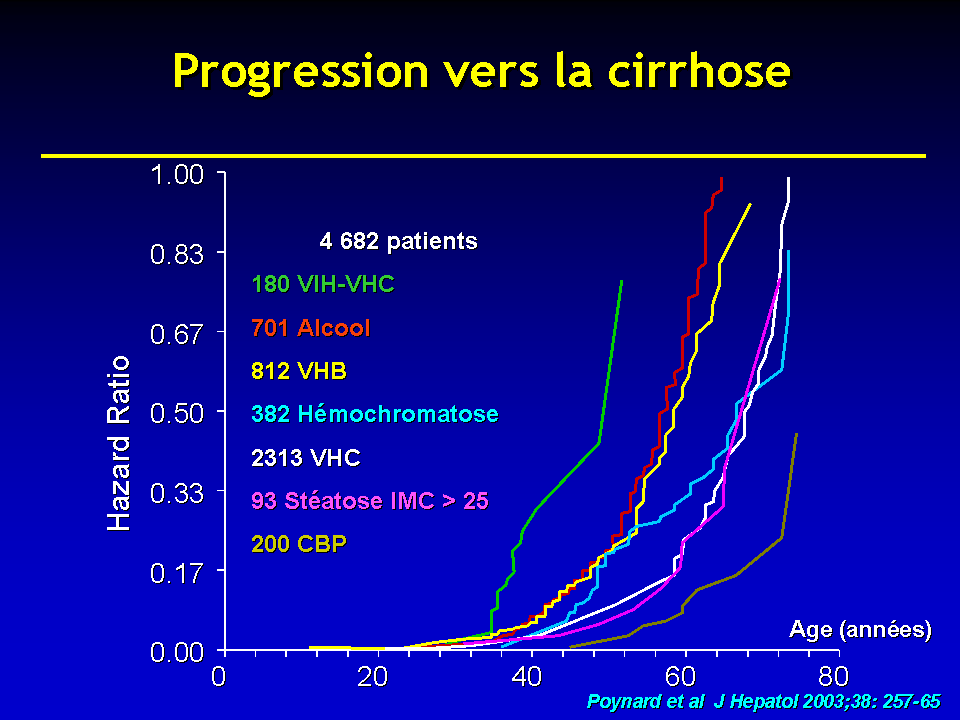 Progression vers la cirrhose
1.00
0.83
0.67
0.50
0.33
0.17
0.00
Hazard Ratio
4 682 patients
180 VIH-VHC
701 Alcool
812 VHB
382 Hémochromatose
2313 VHC
93 Stéatose IMC > 25
200 CBP
Age (années)
0 20 40 60 80
Poynard et al J Hepatol 2003;38: 257-65